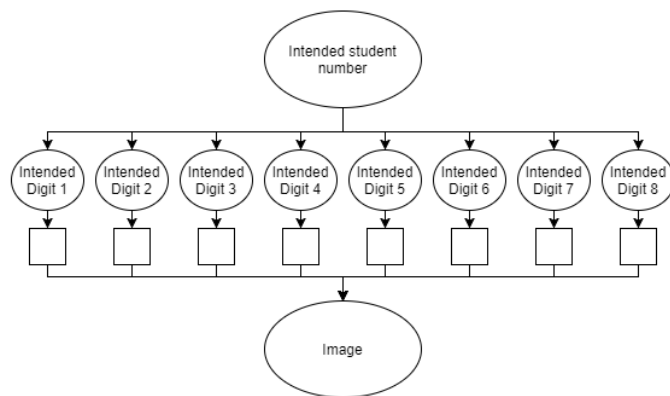 Intended student
number
Intended
Digit 1
Intended
Digit 2
Intended
Digit 3
Intended
Digit 4
Intended
Digit 5
Intended
Digit 6
Intended
Digit 7
Intended
Digit 8
Image